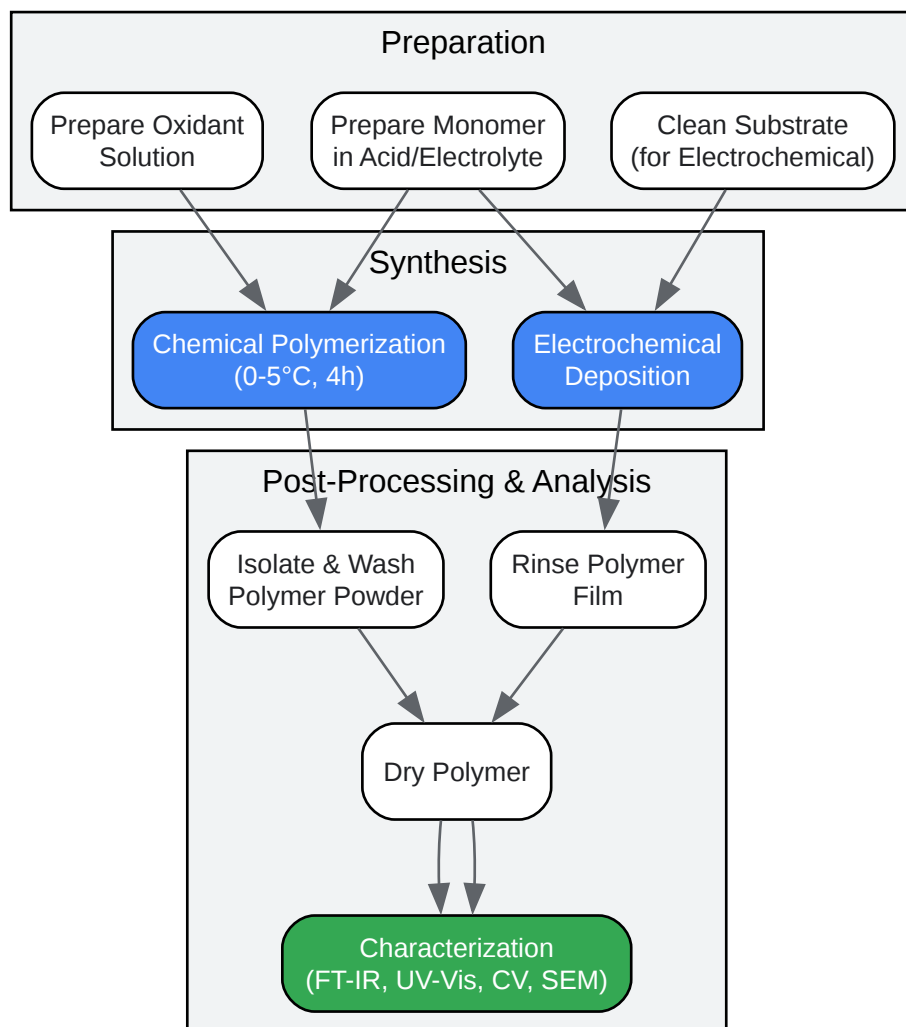 Preparation
Prepare Oxidant
Solution
Prepare Monomer
in Acid/Electrolyte
Clean Substrate
(for Electrochemical)
Synthesis
Chemical Polymerization
(0-5°C, 4h)
Electrochemical
Deposition
Post-Processing & Analysis
Isolate & Wash
Polymer Powder
Rinse Polymer
Film
Dry Polymer
Characterization
(FT-IR, UV-Vis, CV, SEM)